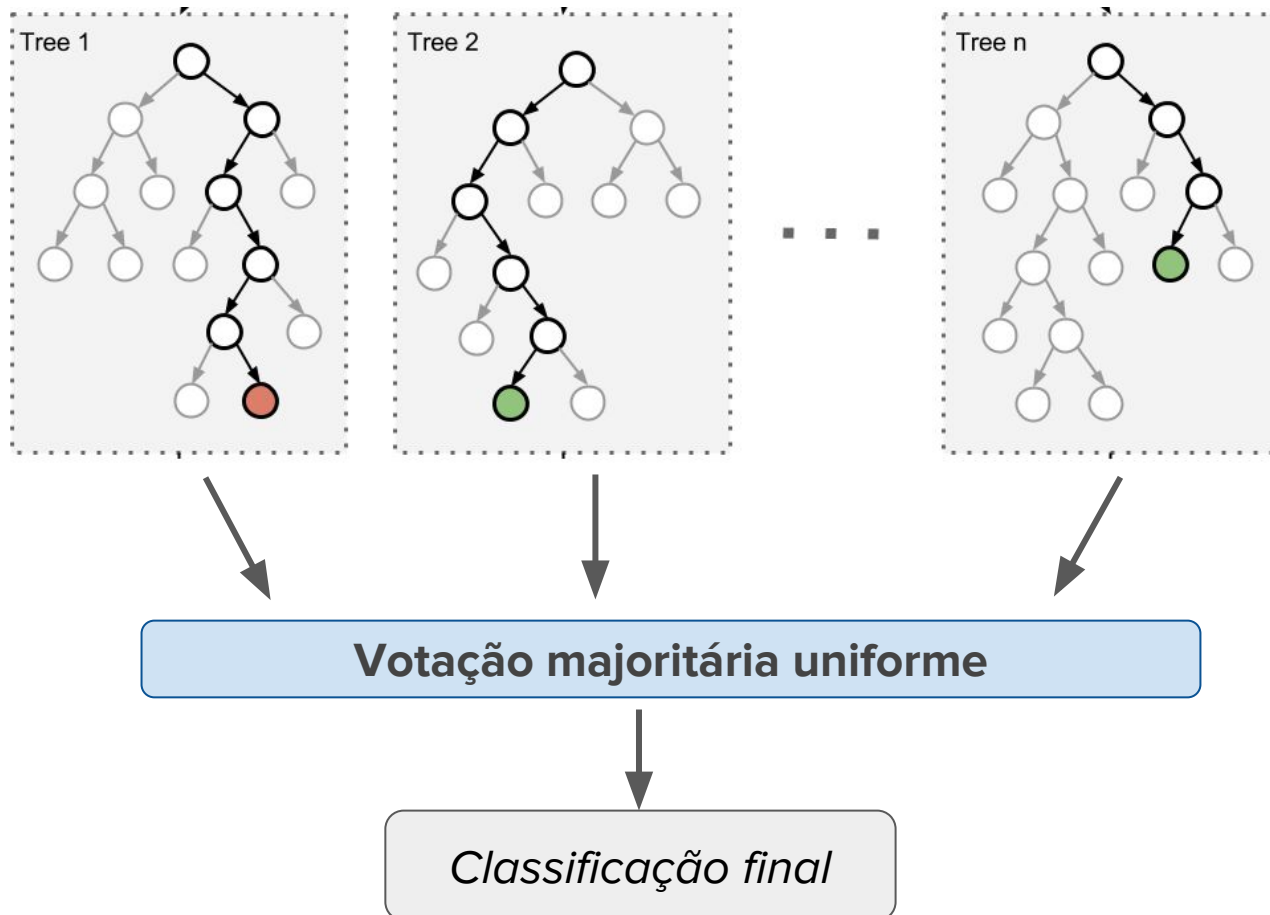 Tree 1
Tree 2
Tree n
Votação majoritária uniforme
Classificação final